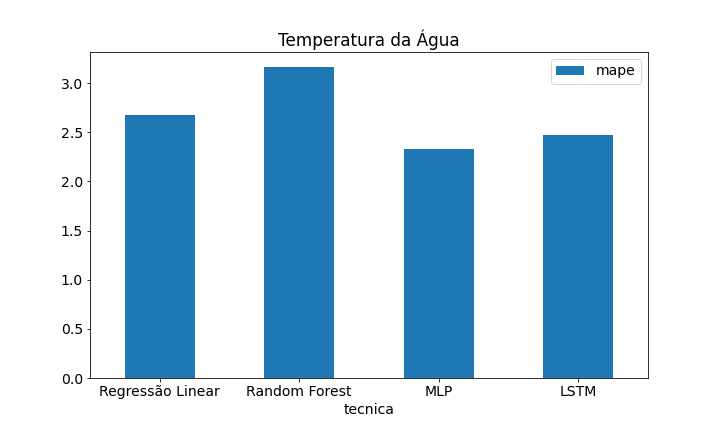 Temperatura da Água
mape
3.0
2.5
2.0
1.5
1.0
0.5
0.0
Regressão Linear Random Forest MLP LSTM
tecnica